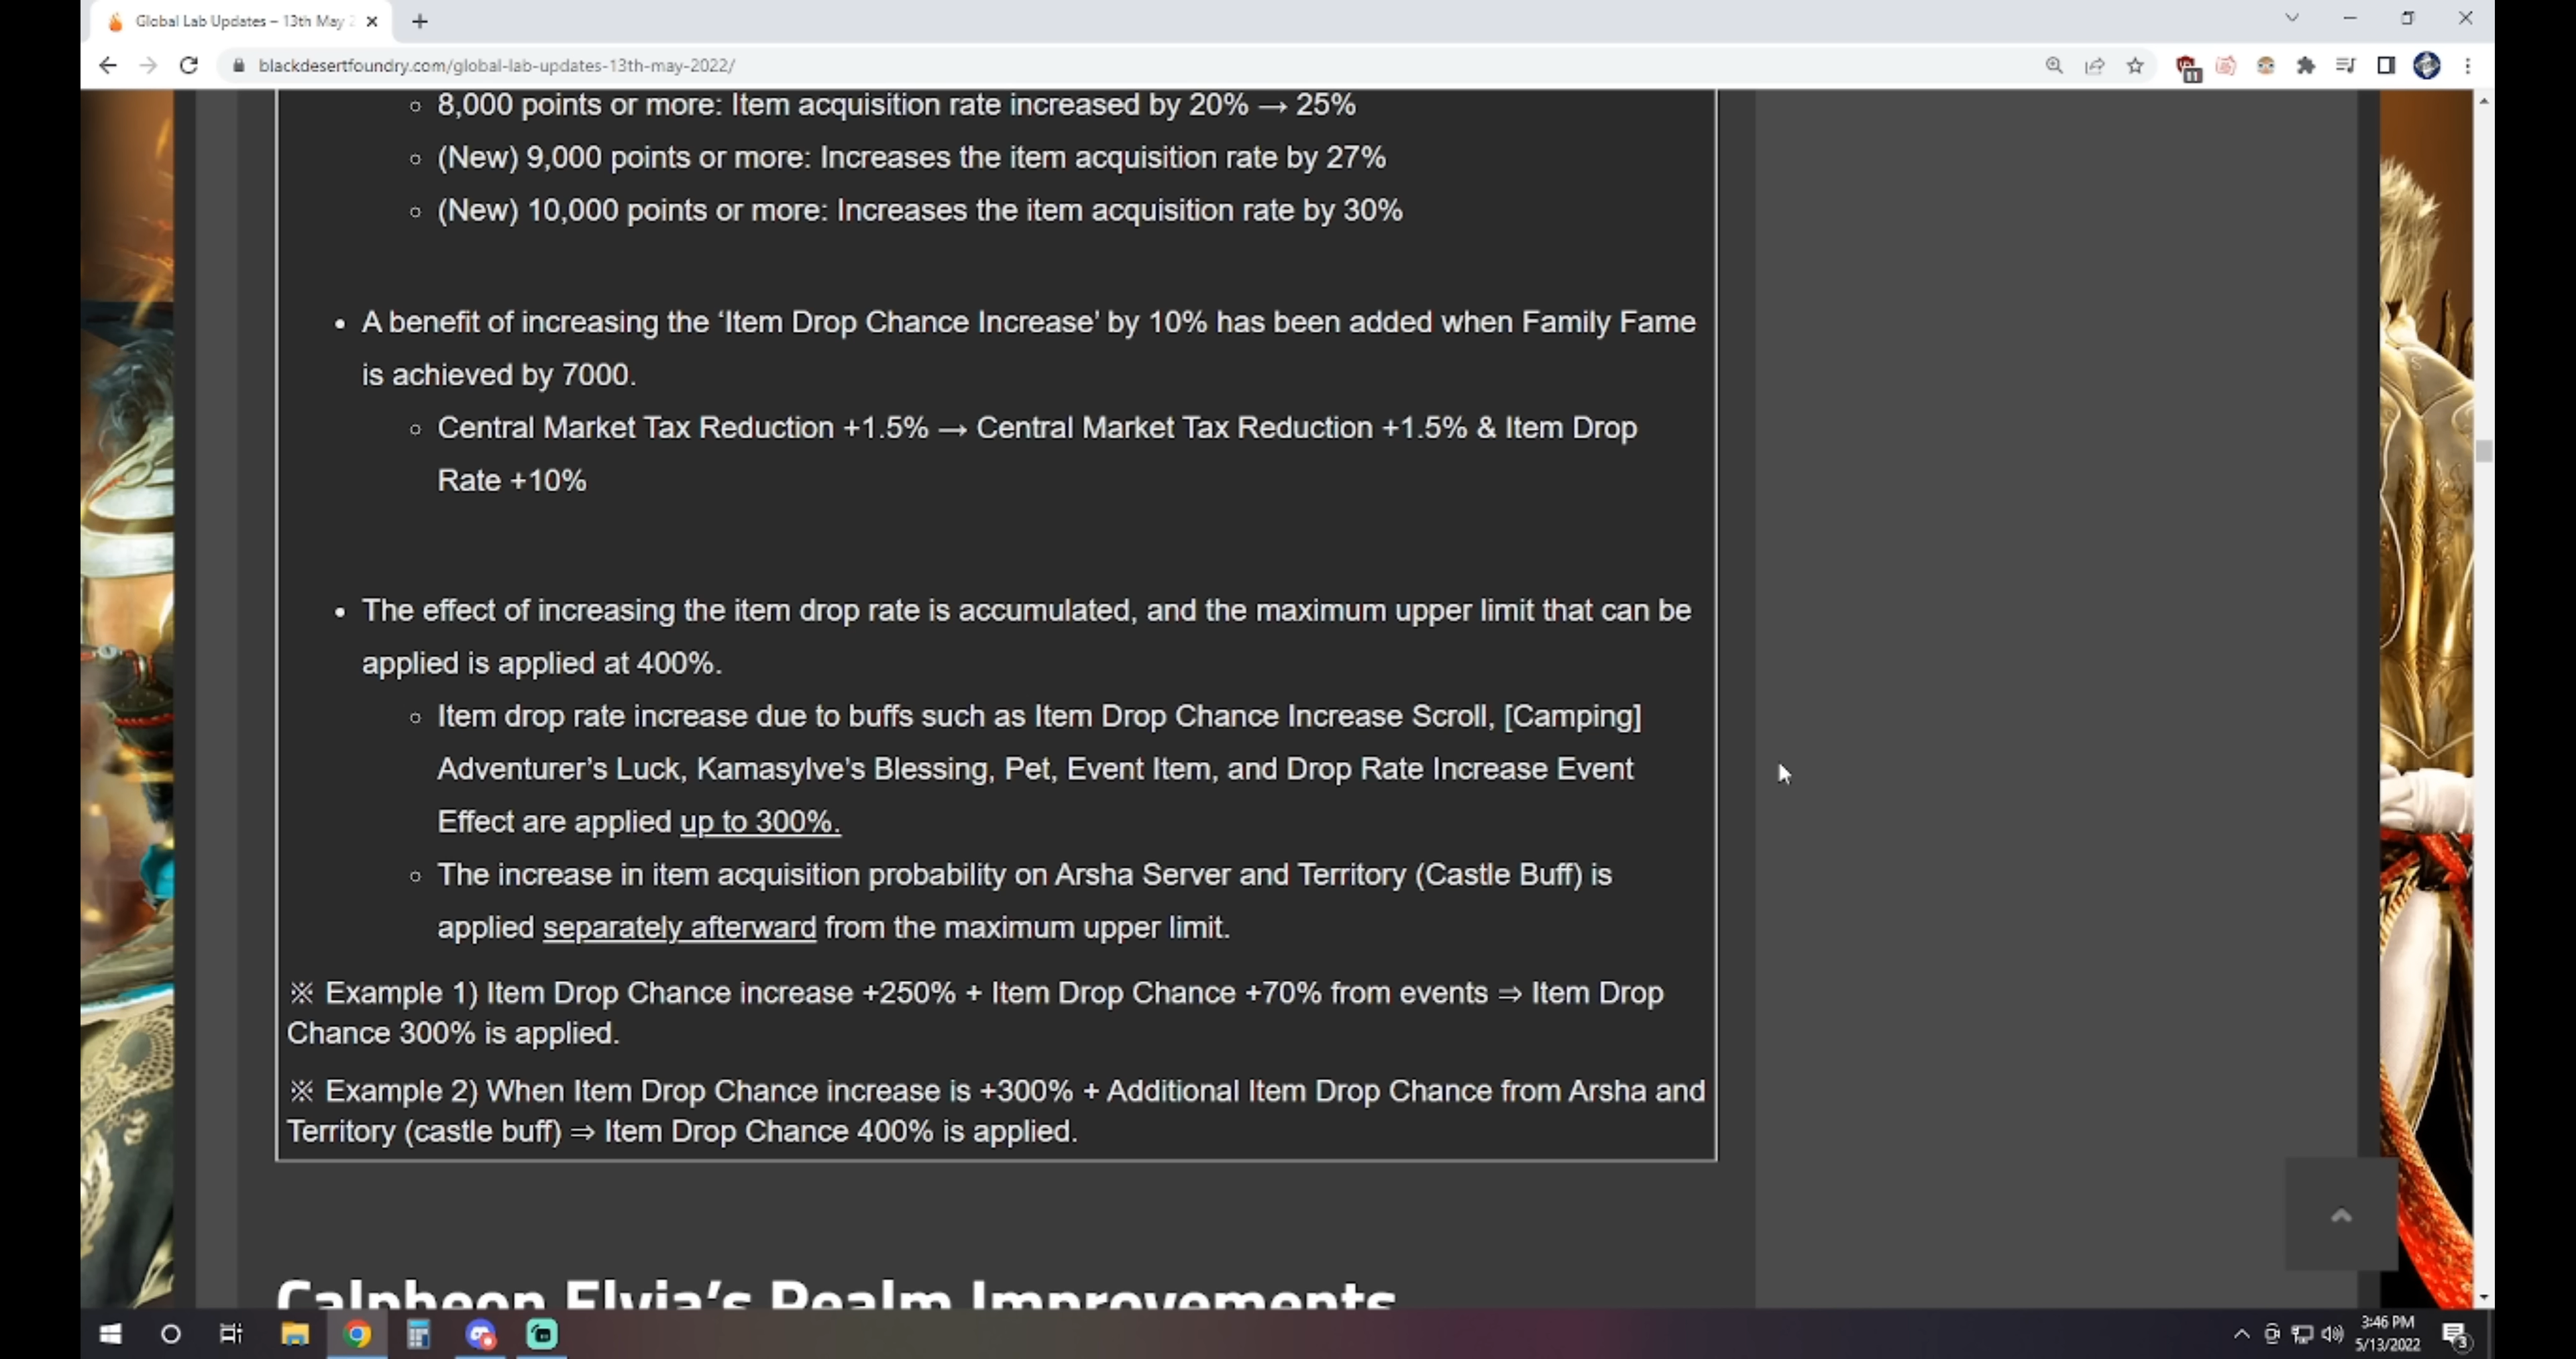 Global Lab Updates – 13th May 2
blackdesertfoundry.com/global-lab-updates-13th-may-2022/
8,000 points or more: Item acquisition rate increased by 20% → 25%
(New) 9,000 points or more: Increases the item acquisition rate by 27%
(New) 10,000 points or more: Increases the item acquisition rate by 30%
A benefit of increasing the ‘Item Drop Chance Increase’ by 10% has been added when Family Fame
is achieved by 7000.
Central Market Tax Reduction +1.5% → Central Market Tax Reduction +1.5% & Item Drop
Rate +10%
The effect of increasing the item drop rate is accumulated, and the maximum upper limit that can be
applied is applied at 400%.
Item drop rate increase due to buffs such as Item Drop Chance Increase Scroll, [Camping]
Adventurer’s Luck, Kamasylve’s Blessing, Pet, Event Item, and Drop Rate Increase Event
Effect are applied up to 300%.
The increase in item acquisition probability on Arsha Server and Territory (Castle Buff) is
applied separately afterward from the maximum upper limit.
※ Example 1) Item Drop Chance increase +250% + Item Drop Chance +70% from events ⇒ Item Drop
Chance 300% is applied.
※ Example 2) When Item Drop Chance increase is +300% + Additional Item Drop Chance from Arsha and
Territory (castle buff) ⇒ Item Drop Chance 400% is applied.
Calpheon Elvia’s Realm Improvements
3:46 PM
5/13/2022
3